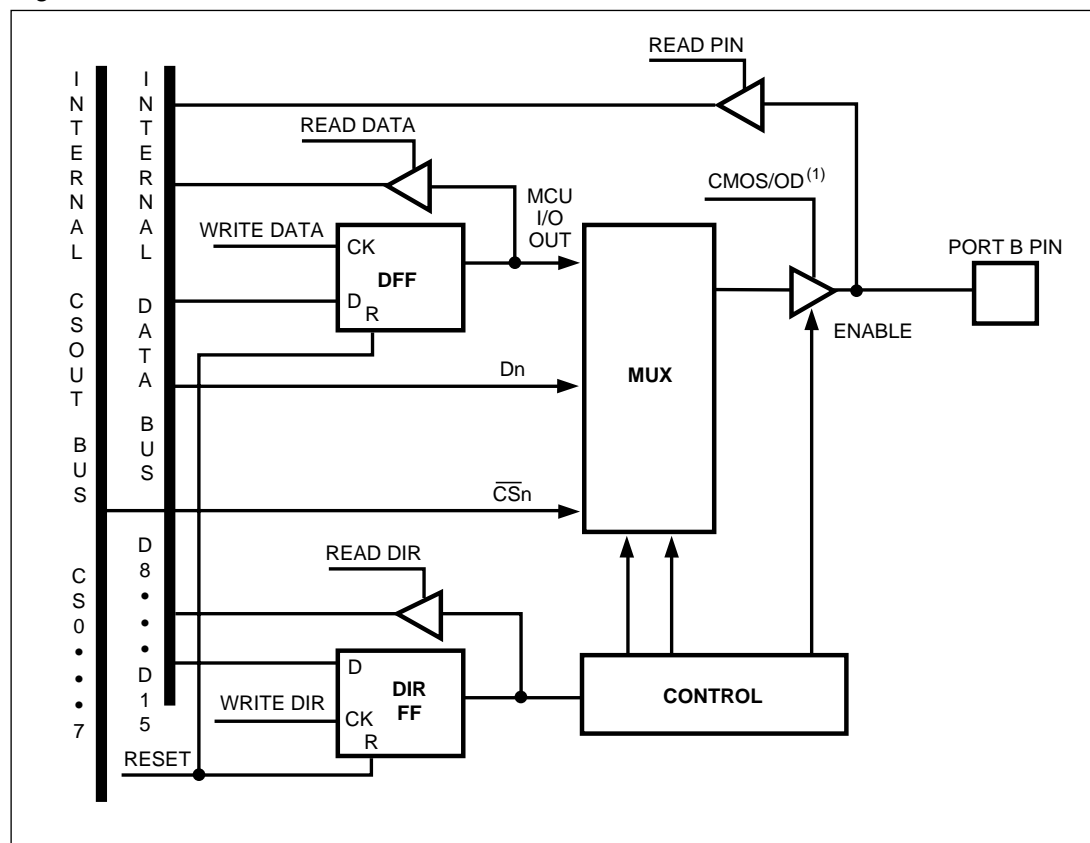 READ PIN
READ DATA
CMOS/OD(1)
MCU
I/O
OUT
WRITE DATA
CK
DFF
D
R
PORT B PIN
ENABLE
MUX
Dn
C̅S̅n
READ DIR
D
DIR
FF
WRITE DIR
CK
R
CONTROL
RESET
INTERNAL CSOUT BUS CS0 • • • 7
INTERNAL DATA BUS D8 • • • D15